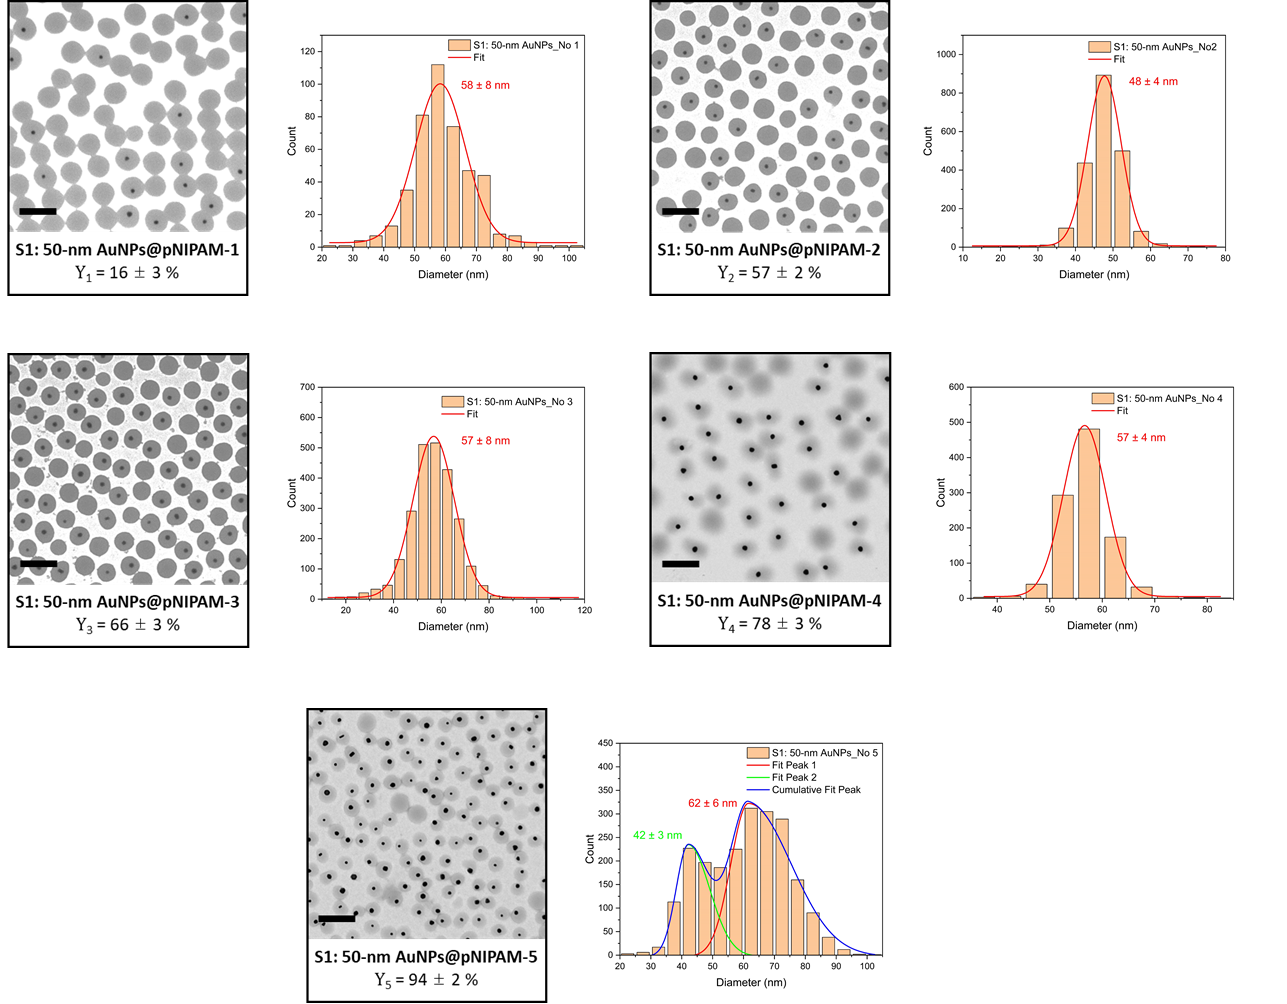 S1: 50-nm AuNPs@pNIPAM-1
Y1 = 16 ± 3 %
120
100
80
60
40
20
0
Count
S1: 50-nm AuNPs_No 1
Fit
58 ± 8 nm
20 30 40 50 60 70 80 90 100
Diameter (nm)
S1: 50-nm AuNPs@pNIPAM-2
Y2 = 57 ± 2 %
1000
800
600
400
200
0
Count
S1: 50-nm AuNPs_No2
Fit
48 ± 4 nm
10 20 30 40 50 60 70 80
Diameter (nm)
S1: 50-nm AuNPs@pNIPAM-3
Y3 = 66 ± 3 %
700
600
500
400
300
200
100
0
Count
S1: 50-nm AuNPs_No 3
Fit
57 ± 8 nm
20 40 60 80 100 120
Diameter (nm)
S1: 50-nm AuNPs@pNIPAM-4
Y4 = 78 ± 3 %
600
500
400
300
200
100
0
Count
S1: 50-nm AuNPs_No 4
Fit
57 ± 4 nm
40 50 60 70 80
Diameter (nm)
S1: 50-nm AuNPs@pNIPAM-5
Y5 = 94 ± 2 %
450
400
350
300
250
200
150
100
50
0
Count
S1: 50-nm AuNPs_No 5
Fit Peak 1
Fit Peak 2
Cumulative Fit Peak
62 ± 6 nm
42 ± 3 nm
20 30 40 50 60 70 80 90 100
Diameter (nm)